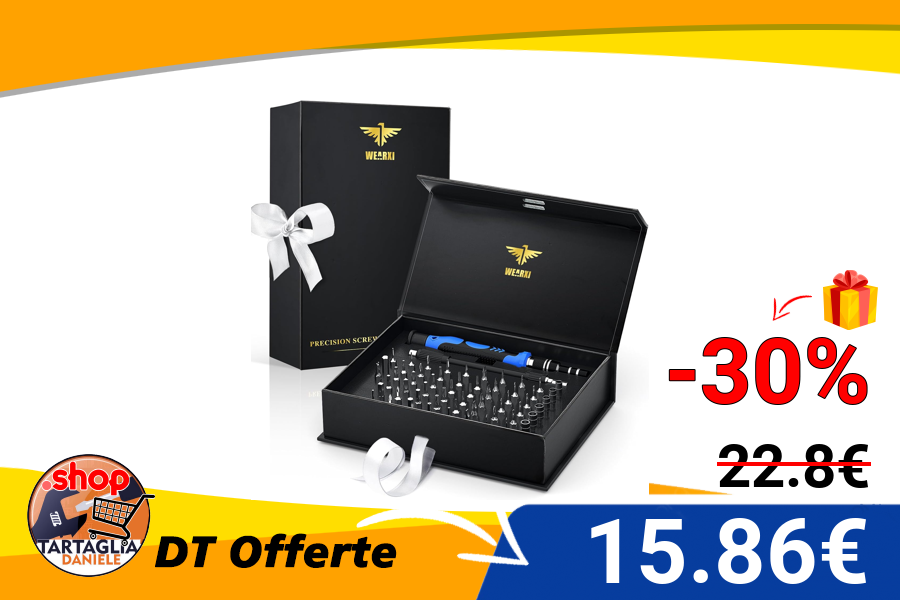 WEARXI
WEARXI
PRECISION SCREW
-30%
22.8€
15.86€
.shop
TARTAGLIA
DANIELE
DT Offerte